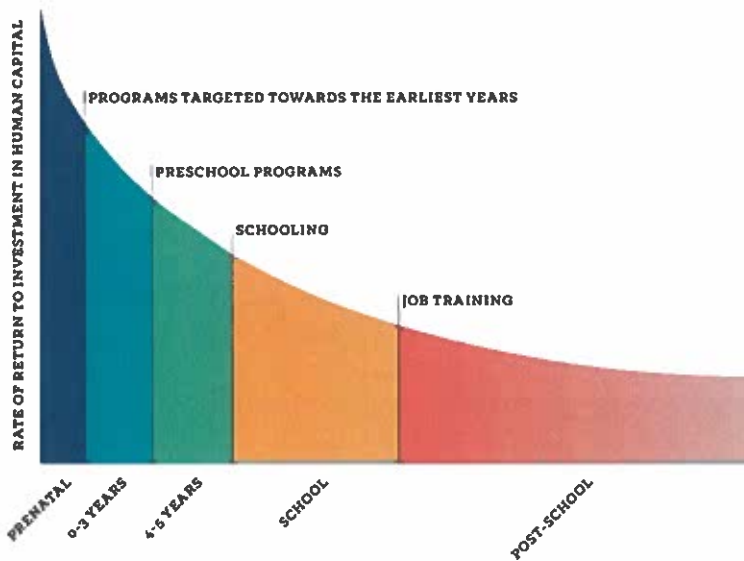 RATE OF RETURN TO INVESTMENT IN HUMAN CAPITAL
PROGRAMS TARGETED TOWARDS THE EARLIEST YEARS
PRESCHOOL PROGRAMS
SCHOOLING
JOB TRAINING
PRENATAL
0-3 YEARS
4-5 YEARS
SCHOOL
POST-SCHOOL